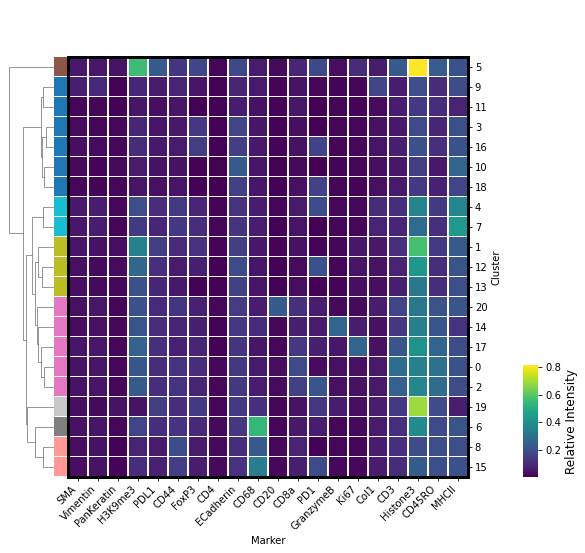 5
9
11
3
16
10
18
4
7
1
12
13
20
14
17
0
2
19
6
8
15
Cluster
SMA
Vimentin
PanKeratin
H3K9me3
PDL1
CD44
FoxP3
CD4
ECadherin
CD68
CD20
CD8a
PD1
GranzymeB
Ki67
Col1
CD3
Histone3
CD45RO
MHCII
Marker
0.8
0.6
0.4
0.2
Relative Intensity